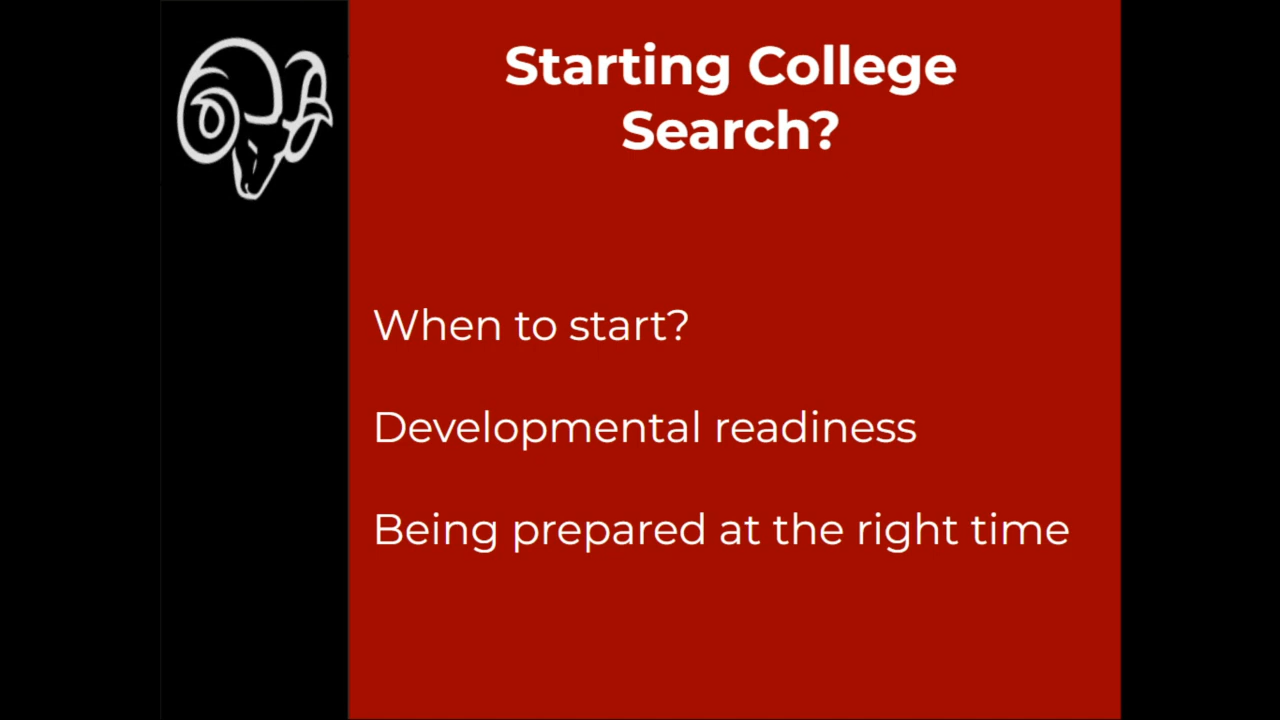 Starting College
Search?
When to start?
Developmental readiness
Being prepared at the right time